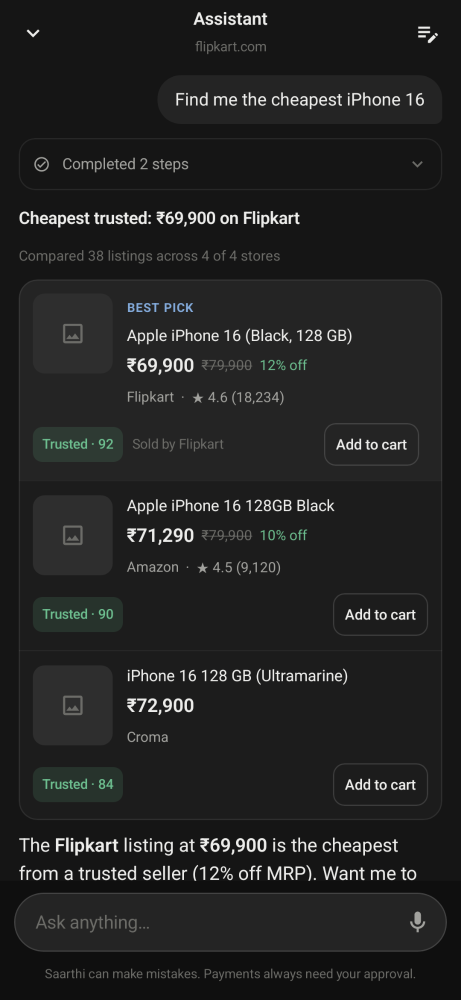 Assistant
flipkart.com
Find me the cheapest iPhone 16
Completed 2 steps
Cheapest trusted: ₹69,900 on Flipkart
Compared 38 listings across 4 of 4 stores
BEST PICK
Apple iPhone 16 (Black, 128 GB)
₹69,900 ₹79,900 12% off
Flipkart · ★ 4.6 (18,234)
Trusted · 92 Sold by Flipkart Add to cart
Apple iPhone 16 128GB Black
₹71,290 ₹79,900 10% off
Amazon · ★ 4.5 (9,120)
Trusted · 90 Add to cart
iPhone 16 128 GB (Ultramarine)
₹72,900
Croma
Trusted · 84 Add to cart
The Flipkart listing at ₹69,900 is the cheapest
from a trusted seller (12% off MRP). Want me to
Ask anything...
Saarthi can make mistakes. Payments always need your approval.